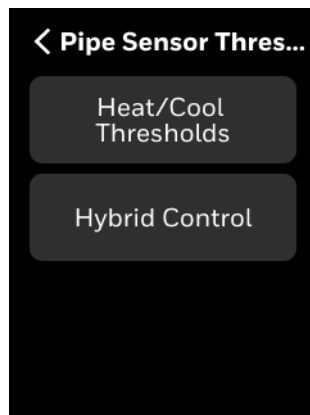 Pipe Sensor Thres...
Heat/Cool
Thresholds
Hybrid Control